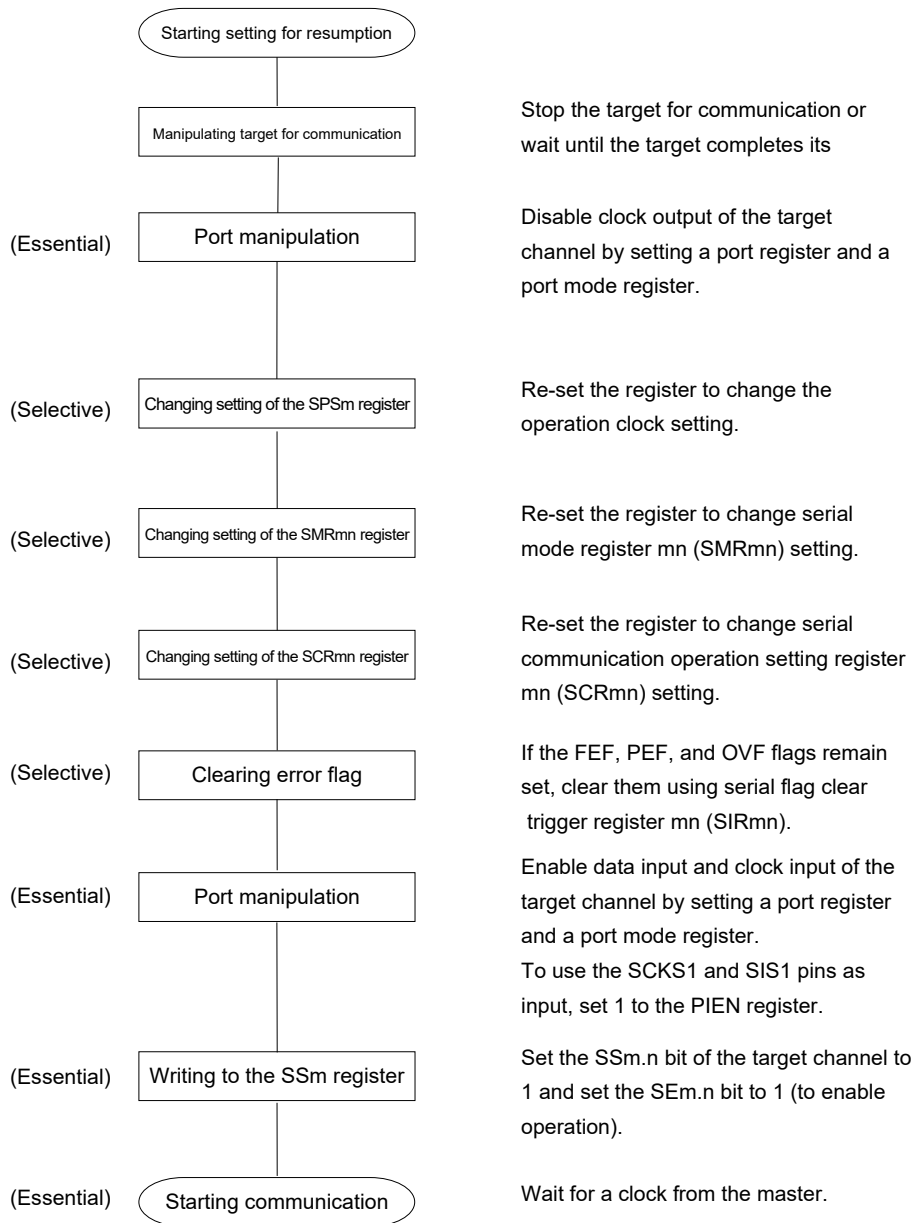 Starting setting for resumption
Manipulating target for communication
Stop the target for communication or
wait until the target completes its
(Essential)
Port manipulation
Disable clock output of the target
channel by setting a port register and a
port mode register.
(Selective)
Changing setting of the SPSm register
Re-set the register to change the
operation clock setting.
(Selective)
Changing setting of the SMRmn register
Re-set the register to change serial
mode register mn (SMRmn) setting.
(Selective)
Changing setting of the SCRmn register
Re-set the register to change serial
communication operation setting register
mn (SCRmn) setting.
(Selective)
Clearing error flag
If the FEF, PEF, and OVF flags remain
set, clear them using serial flag clear
trigger register mn (SIRmn).
(Essential)
Port manipulation
Enable data input and clock input of the
target channel by setting a port register
and a port mode register.
To use the SCKS1 and SIS1 pins as
input, set 1 to the PIEN register.
(Essential)
Writing to the SSm register
Set the SSm.n bit of the target channel to
1 and set the SEm.n bit to 1 (to enable
operation).
(Essential)
Starting communication
Wait for a clock from the master.